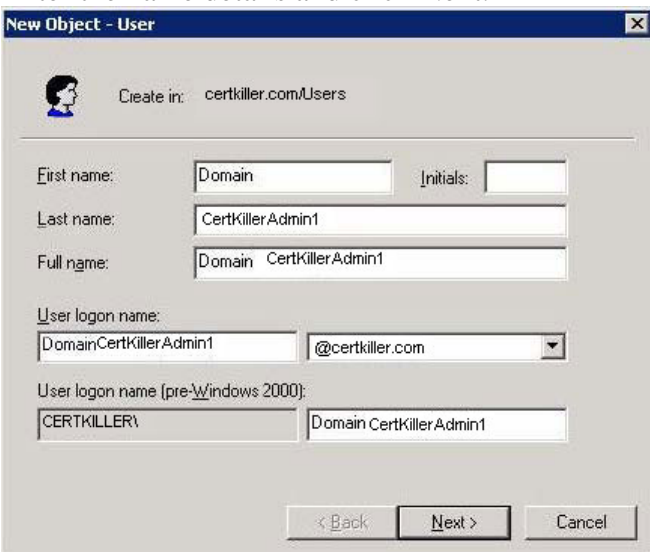 New Object - User
Create in: certkiller.com/Users
First name: Domain Initials:
Last name: CertKillerAdmin1
Full name: Domain CertKillerAdmin1
User logon name:
DomainCertKillerAdmin1 @certkiller.com
User logon name (pre-Windows 2000):
CERTKILLER\ Domain CertKillerAdmin1
< Back Next > Cancel